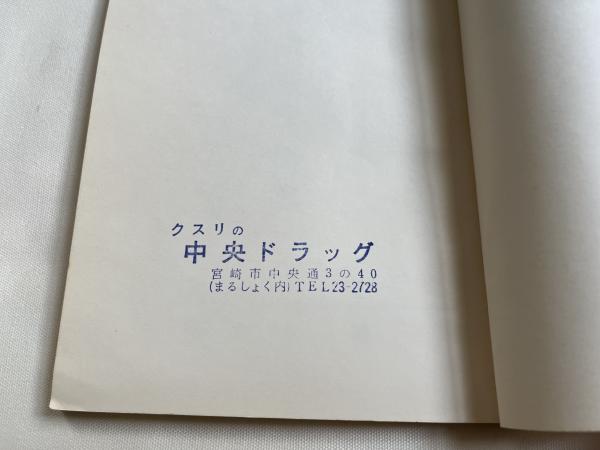 クスリの
中央ドラッグ
宮崎市中央通3の40
(まるしょく内)TEL23-2728